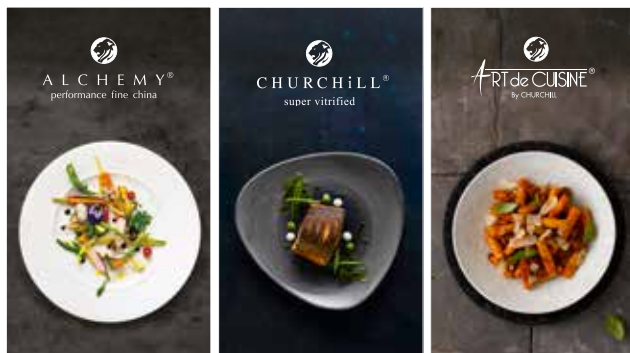 ALCHEMY®
performance fine china
CHURCHiLL®
super vitrified
ART de CUISINE®
By CHURCHiLL